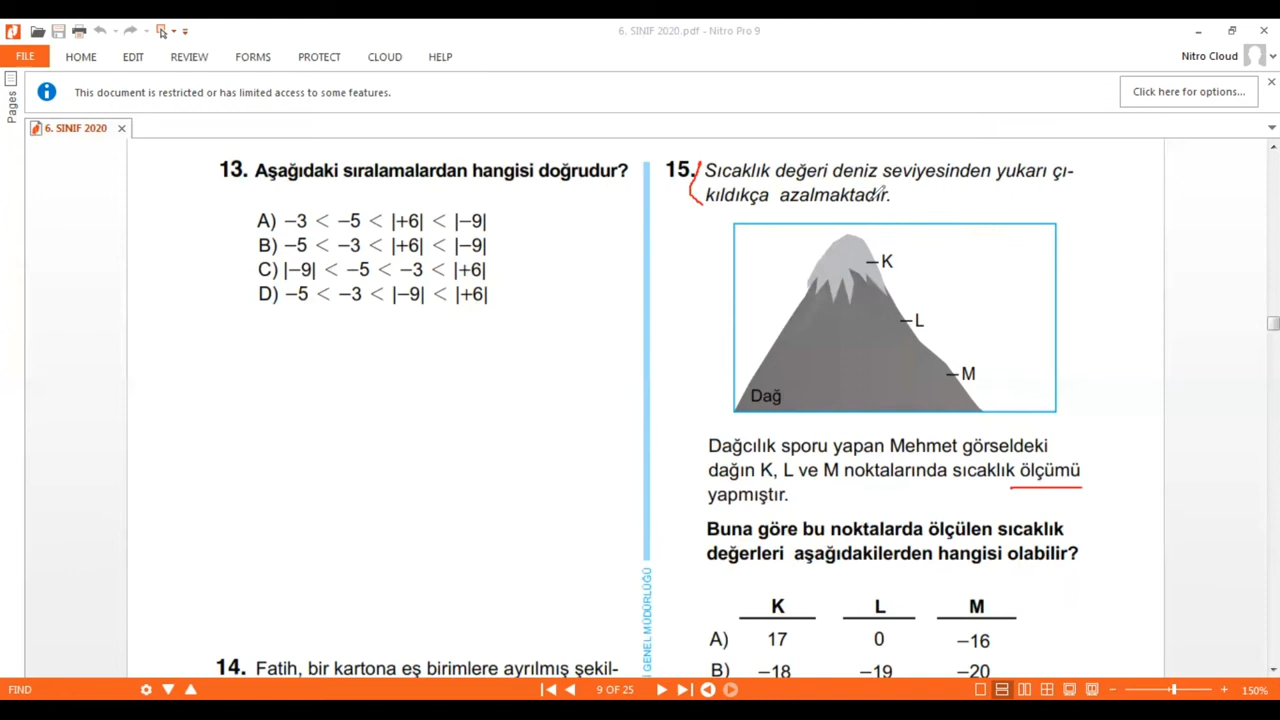 6. SINIF 2020.pdf - Nitro Pro 9
FILE HOME EDIT REVIEW FORMS PROTECT CLOUD HELP
Nitro Cloud
This document is restricted or has limited access to some features.
Click here for options...
Pages
6. SINIF 2020
13. Aşağıdaki sıralamalardan hangisi doğrudur?
A) −3 < −5 < |+6| < |−9|
B) −5 < −3 < |+6| < |−9|
C) |−9| < −5 < −3 < |+6|
D) −5 < −3 < |−9| < |+6|
14. Fatih, bir kartona eş birimlere ayrılmış şekil-
GENEL MÜDÜRLÜĞÜ
15. Sıcaklık değeri deniz seviyesinden yukarı çı-
kıldıkça azalmaktadır.
K
L
M
Dağ
Dağcılık sporu yapan Mehmet görseldeki
dağın K, L ve M noktalarında sıcaklık ölçümü
yapmıştır.
Buna göre bu noktalarda ölçülen sıcaklık
değerleri aşağıdakilerden hangisi olabilir?
K L M
A) 17 0 −16
B) −18 −19 −20
FIND
9 OF 25
150%